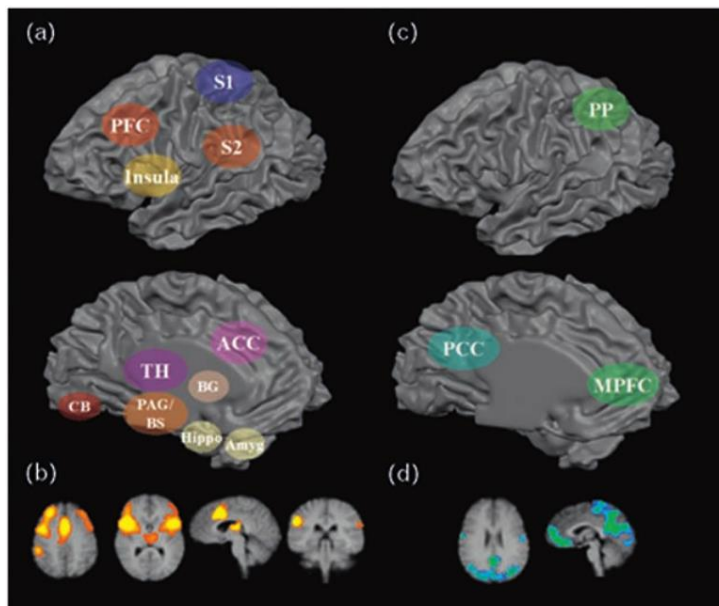 (a)
S1
PFC
S2
Insula
ACC
TH
BG
CB
PAG/
BS
Hippo
Amyg
(b)
(c)
PP
PCC
MPFC
(d)